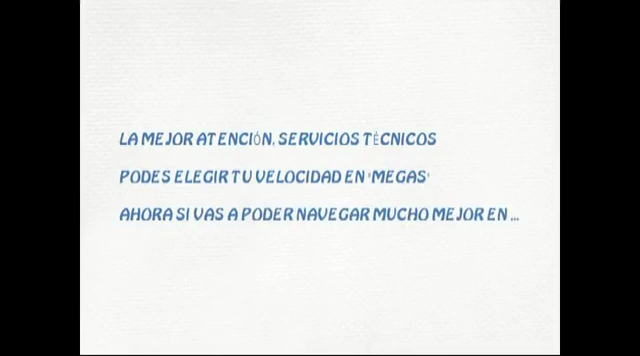 LA MEJOR ATENCIÓN, SERVICIOS TÉCNICOS
PODES ELEGIR TU VELOCIDAD EN "MEGAS"
AHORA SI VAS A PODER NAVEGAR MUCHO MEJOR EN ...